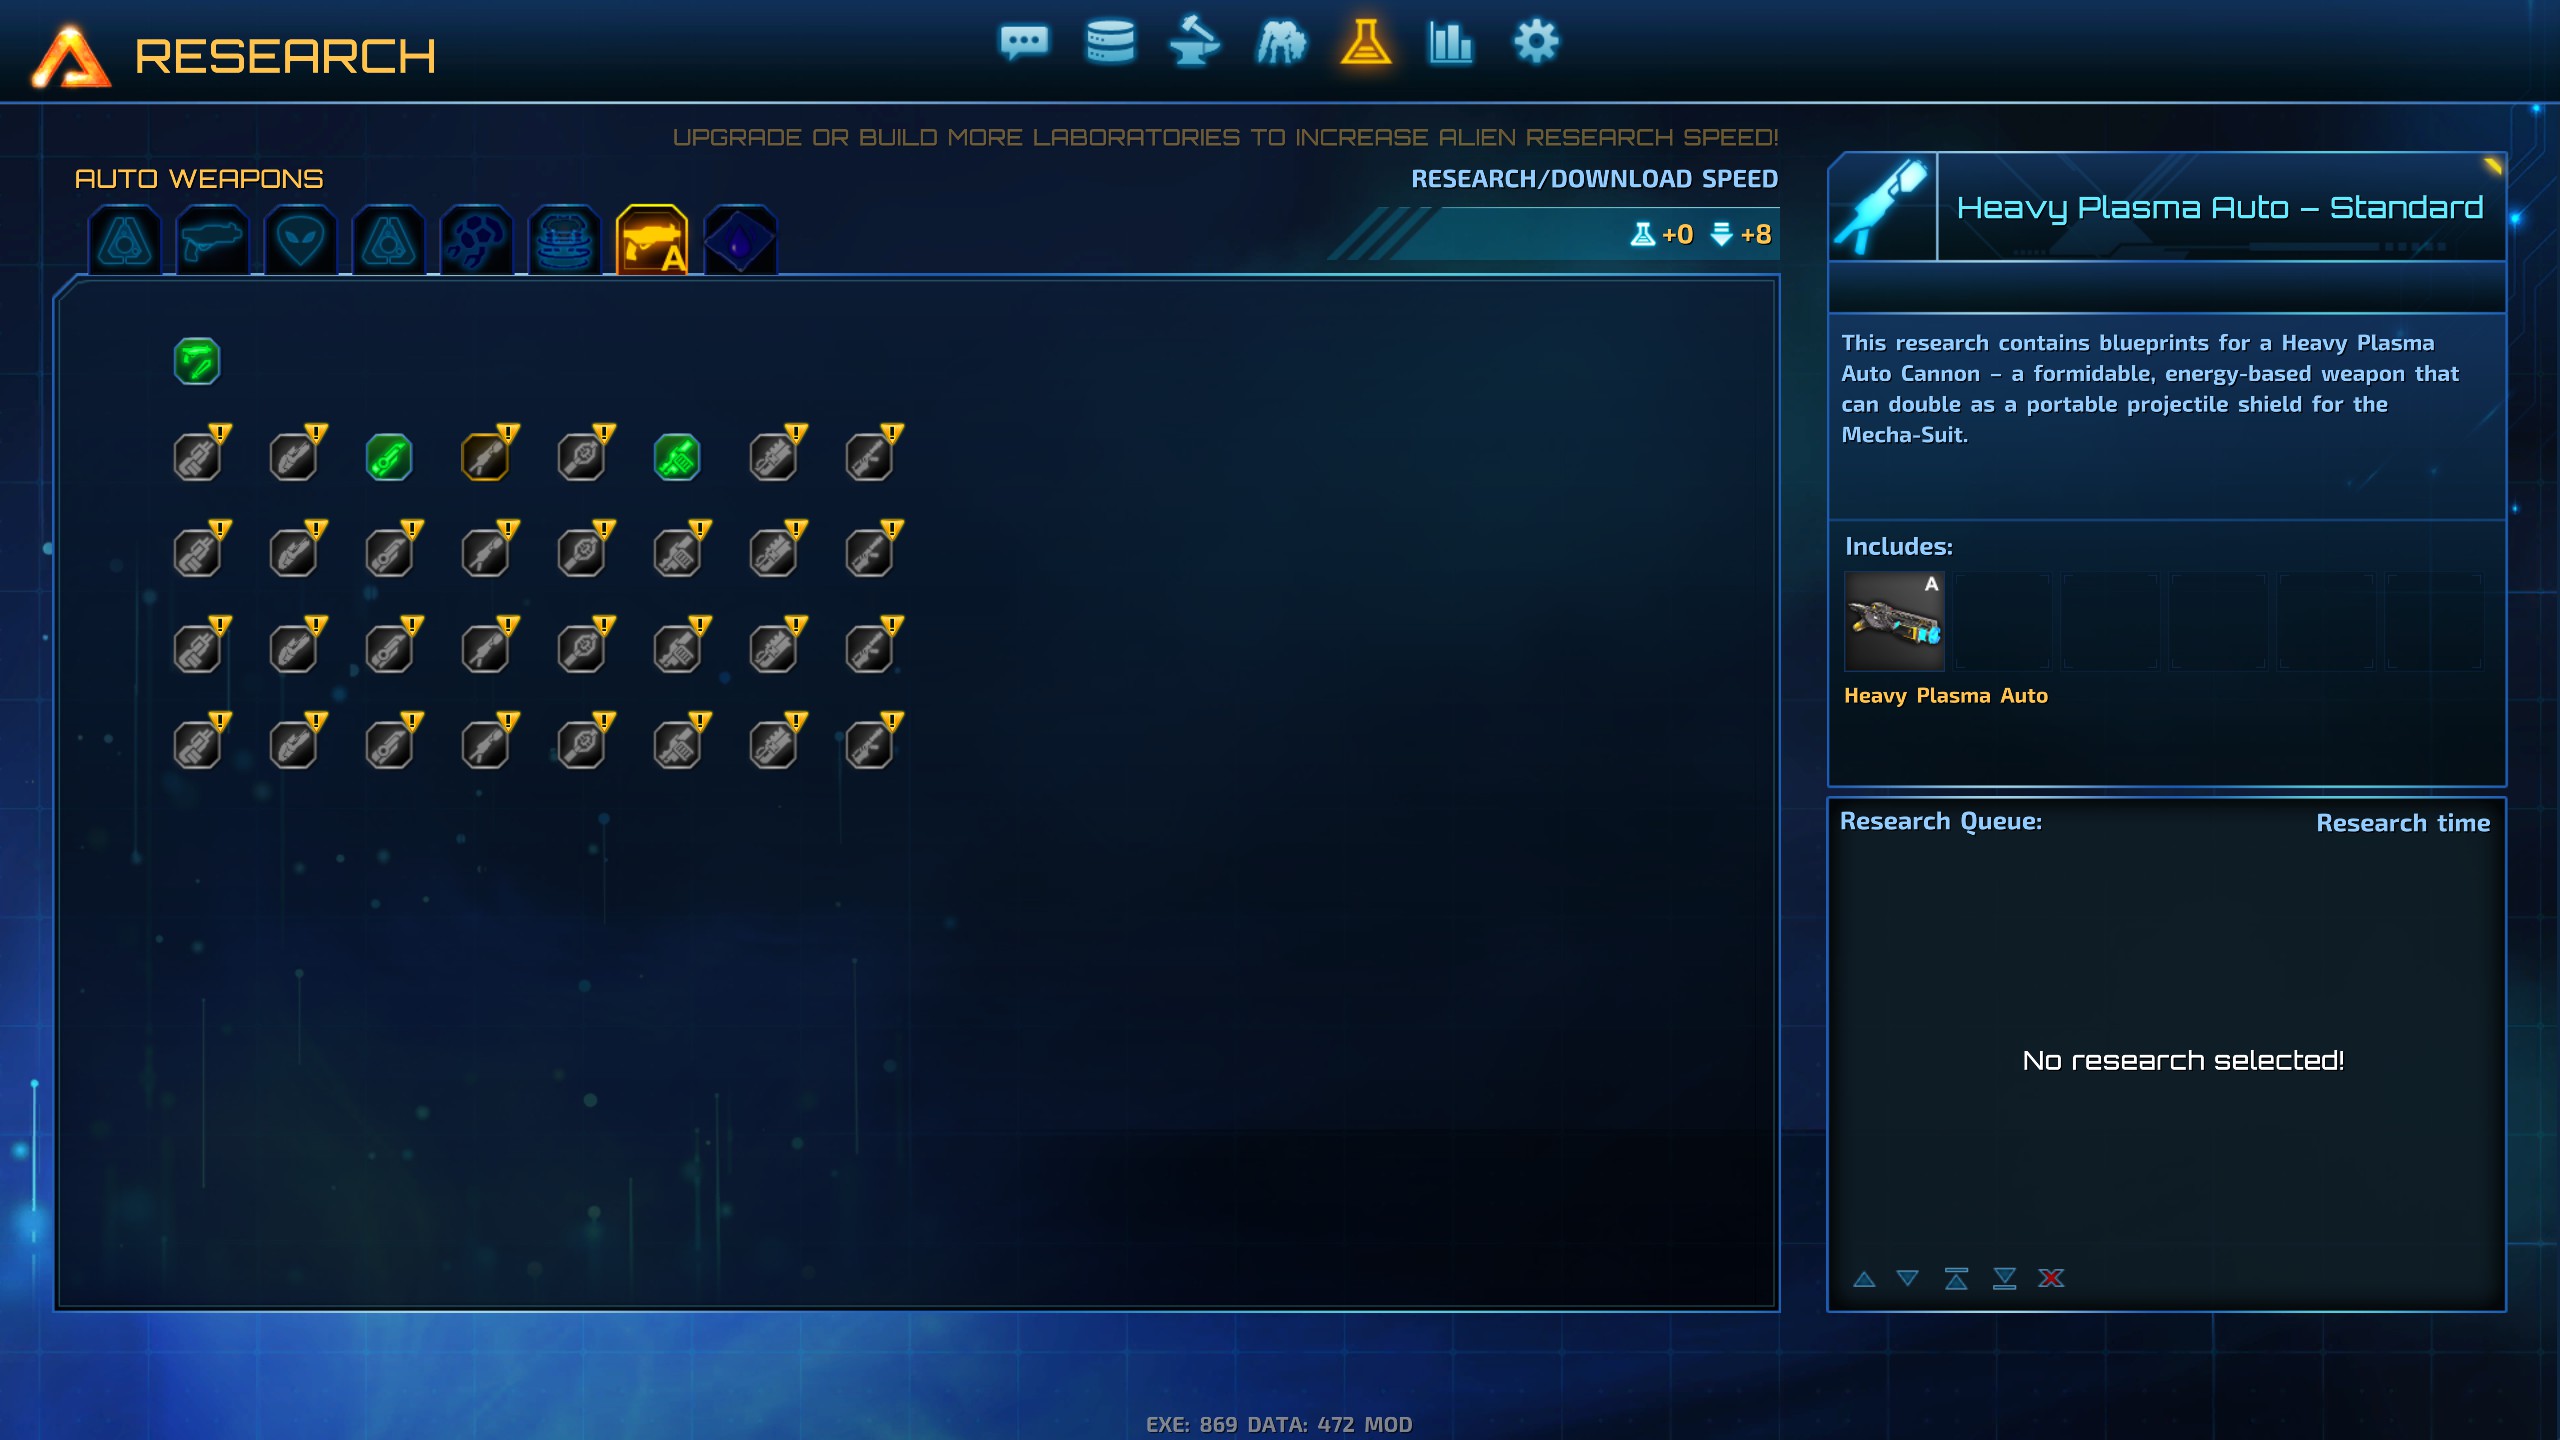 RESEARCH
UPGRADE OR BUILD MORE LABORATORIES TO INCREASE ALIEN RESEARCH SPEED!
AUTO WEAPONS
RESEARCH/DOWNLOAD SPEED
+0 +8
A
Heavy Plasma Auto – Standard
This research contains blueprints for a Heavy Plasma
Auto Cannon – a formidable, energy-based weapon that
can double as a portable projectile shield for the
Mecha-Suit.
Includes:
A
Heavy Plasma Auto
Research Queue:
Research time
No research selected!
EXE: 869 DATA: 472 MOD